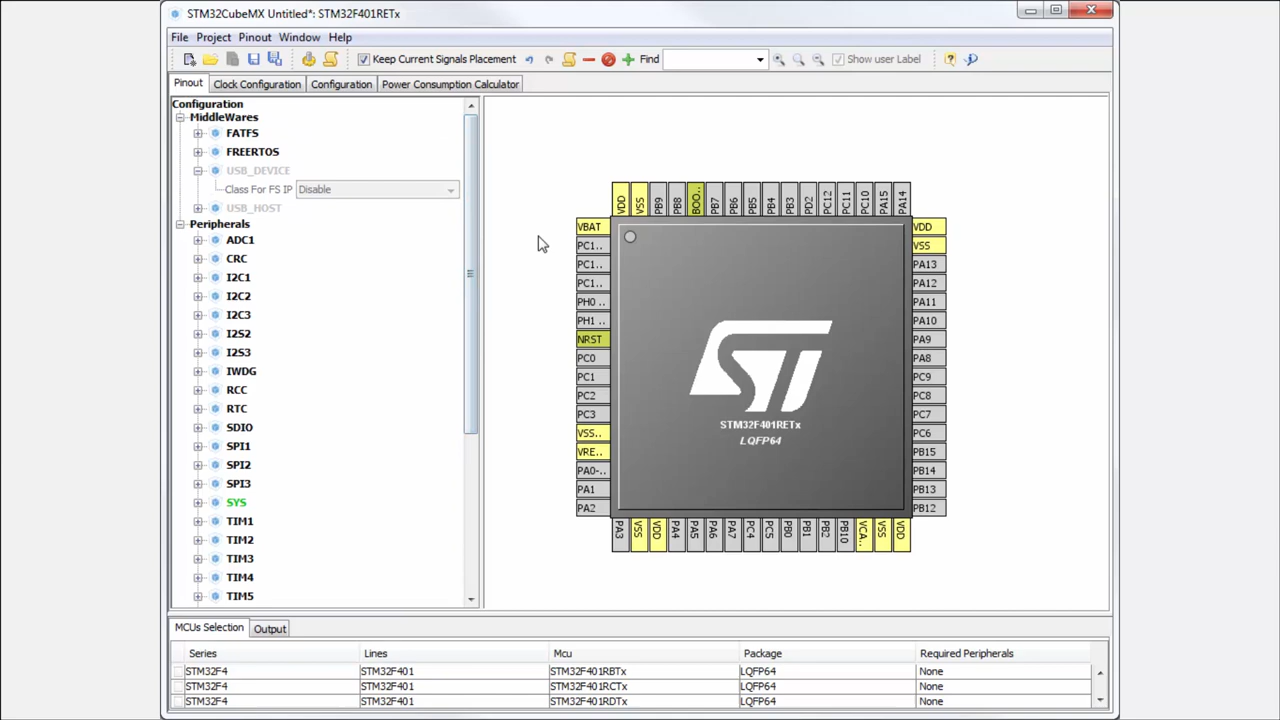 STM32CubeMX Untitled*: STM32F401RETx
File Project Pinout Window Help
Keep Current Signals Placement Find Show user Label
Pinout Clock Configuration Configuration Power Consumption Calculator
Configuration
MiddleWares
FATFS
FREERTOS
USB_DEVICE
Class For FS IP Disable
USB_HOST
Peripherals
ADC1
CRC
I2C1
I2C2
I2C3
I2S2
I2S3
IWDG
RCC
RTC
SDIO
SPI1
SPI2
SPI3
SYS
TIM1
TIM2
TIM3
TIM4
TIM5
VDD VSS PB9 PB8 BOO.. PB7 PB6 PB5 PB4 PB3 PD2 PC12 PC11 PC10 PA15 PA14
VBAT
PC1..
PC1..
PC1..
PH0 ..
PH1 ..
NRST
PC0
PC1
PC2
PC3
VSS..
VRE..
PA0-..
PA1
PA2
ST
STM32F401RETx
LQFP64
VDD
VSS
PA13
PA12
PA11
PA10
PA9
PA8
PC9
PC8
PC7
PC6
PB15
PB14
PB13
PB12
PA3 VSS VDD PA4 PA5 PA6 PA7 PC4 PC5 PB0 PB1 PB2 PB10 VCA.. VSS VDD
MCUs Selection Output
Series Lines Mcu Package Required Peripherals
STM32F4 STM32F401 STM32F401RBTx LQFP64 None
STM32F4 STM32F401 STM32F401RCTx LQFP64 None
STM32F4 STM32F401 STM32F401RDTx LQFP64 None